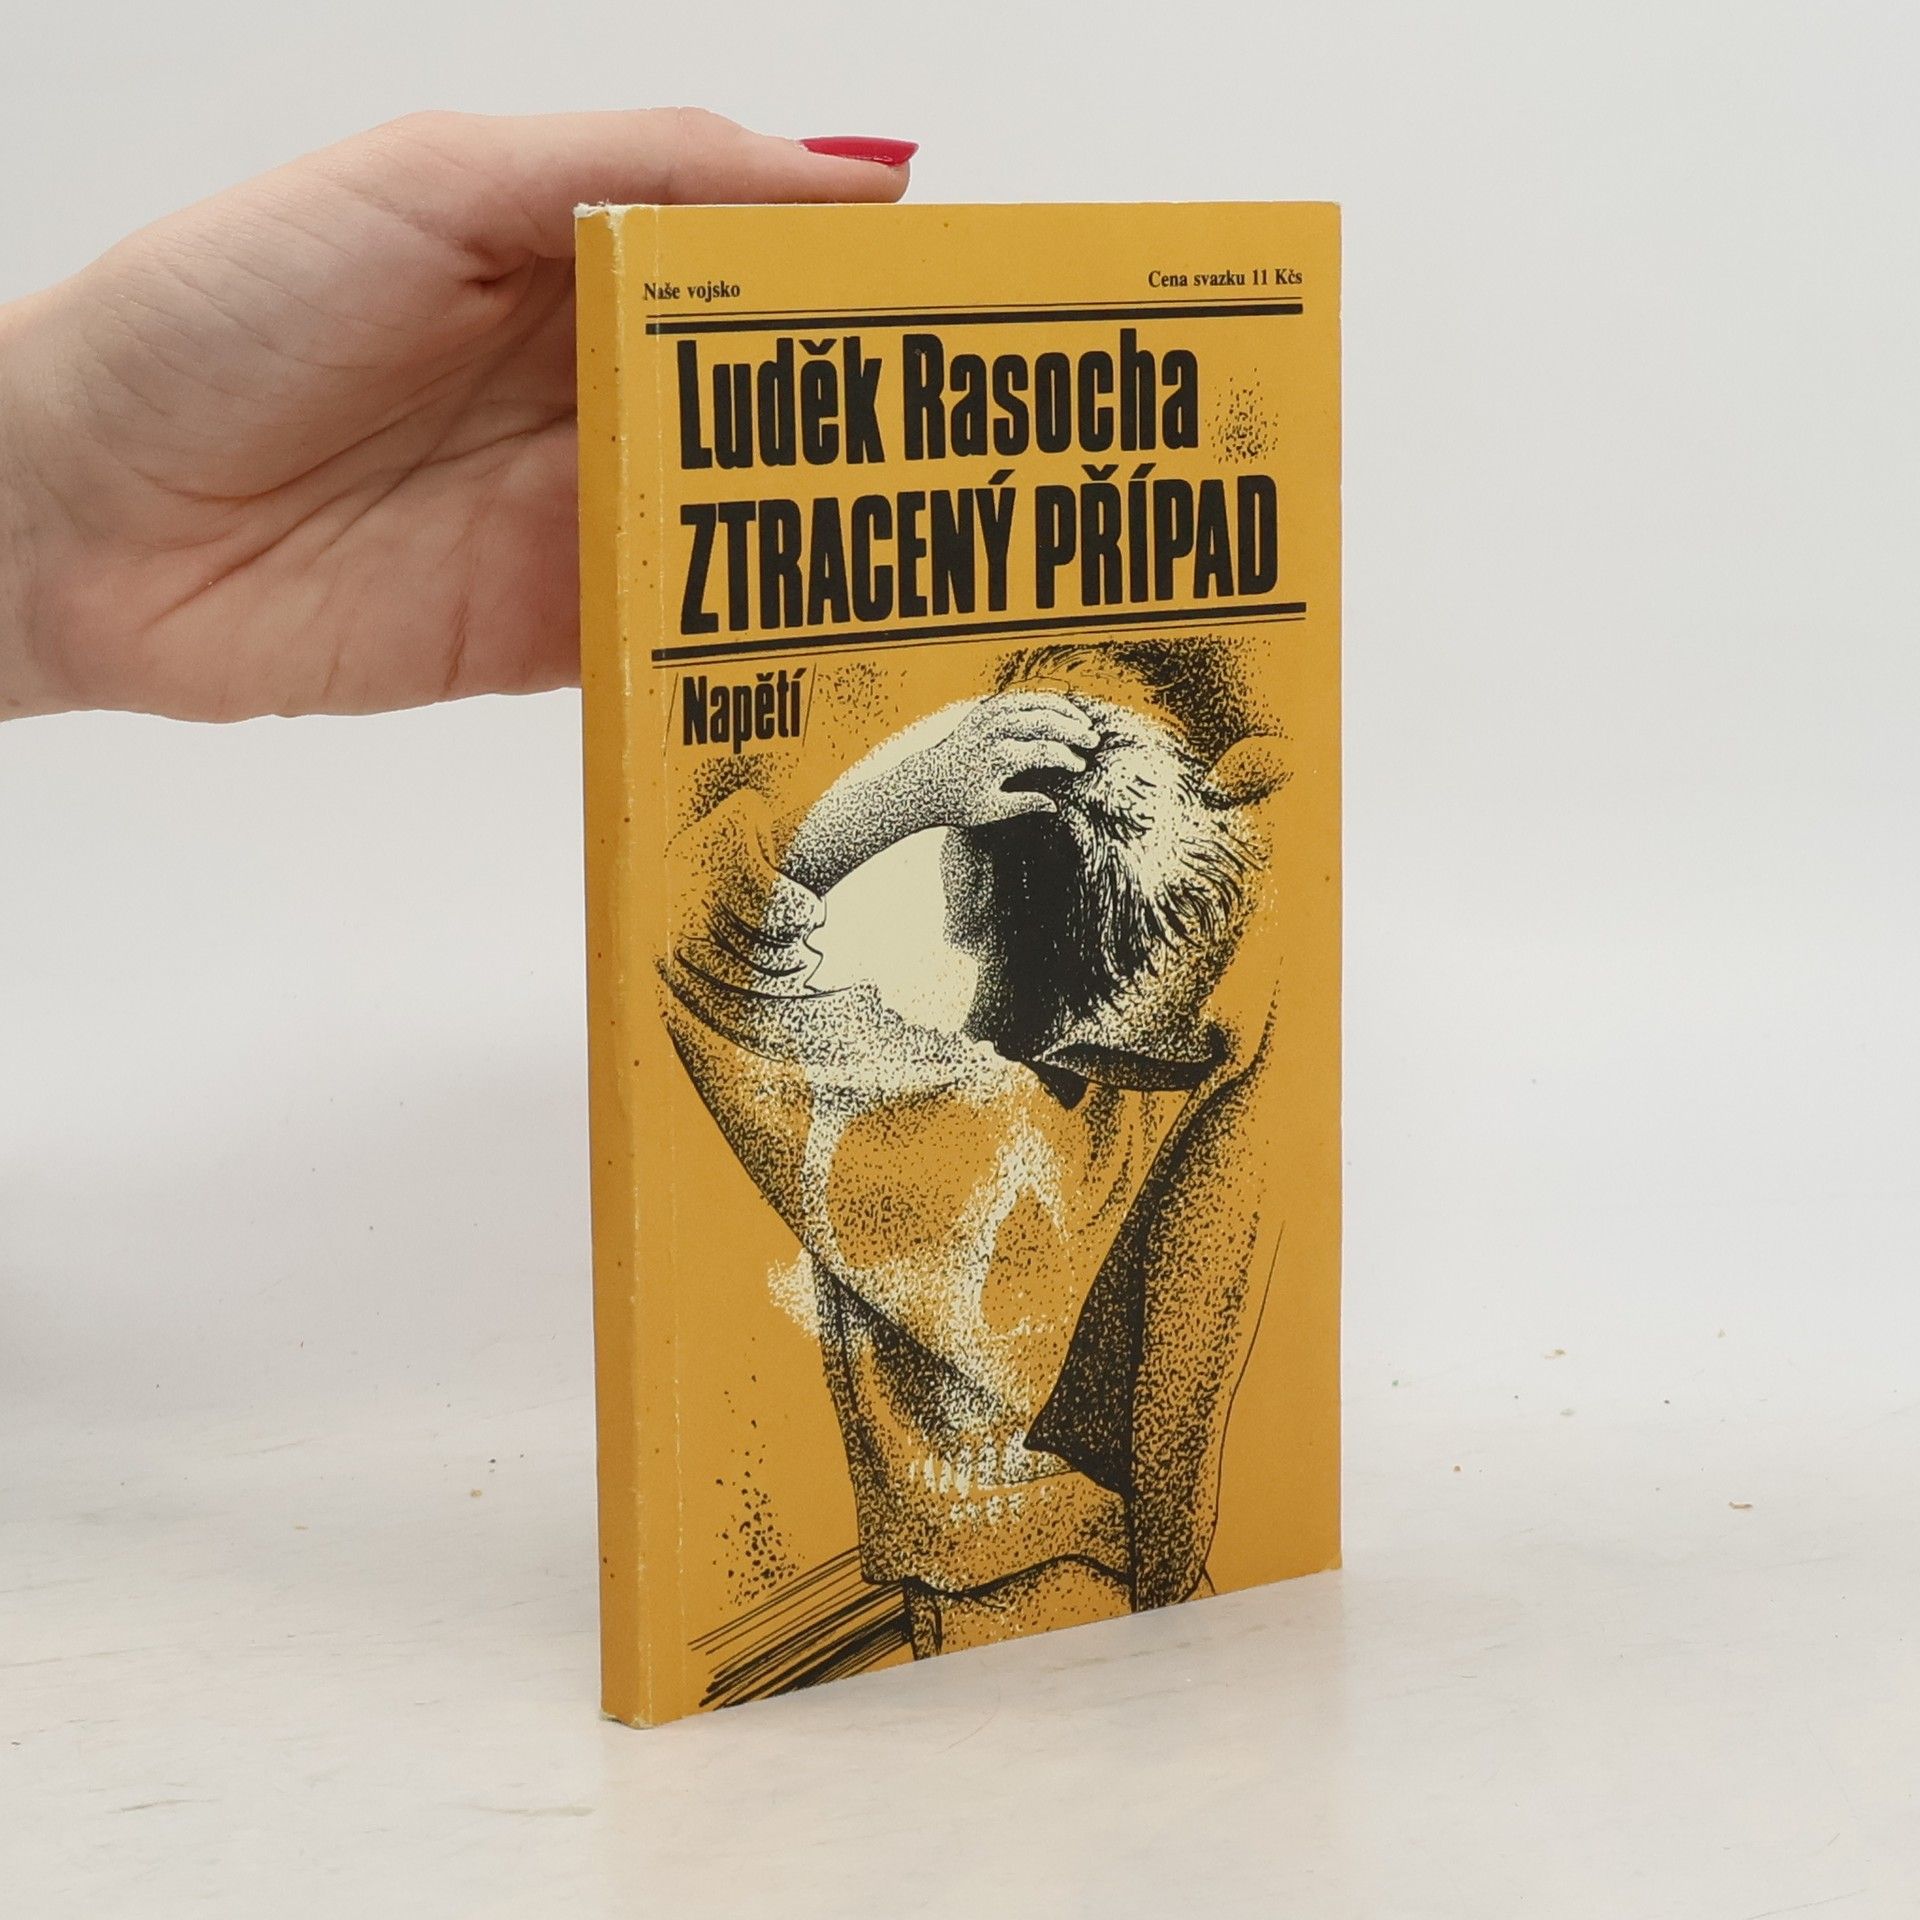 Naše vojsko
Cena svazku 11 Kčs
Luděk Rasocha
ZTRACENÝ PŘÍPAD
/Napětí/